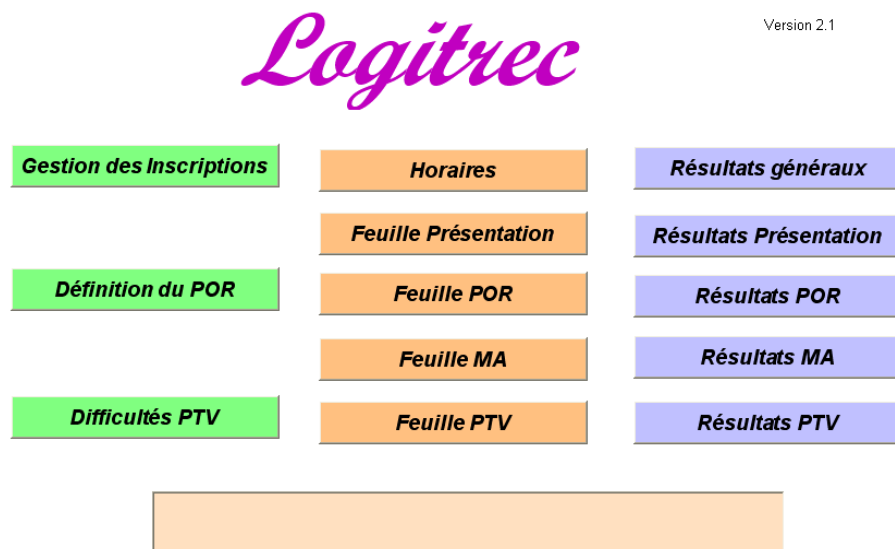 Logitrec
Version 2.1
Gestion des Inscriptions
Horaires
Résultats généraux
Feuille Présentation
Résultats Présentation
Définition du POR
Feuille POR
Résultats POR
Feuille MA
Résultats MA
Difficultés PTV
Feuille PTV
Résultats PTV